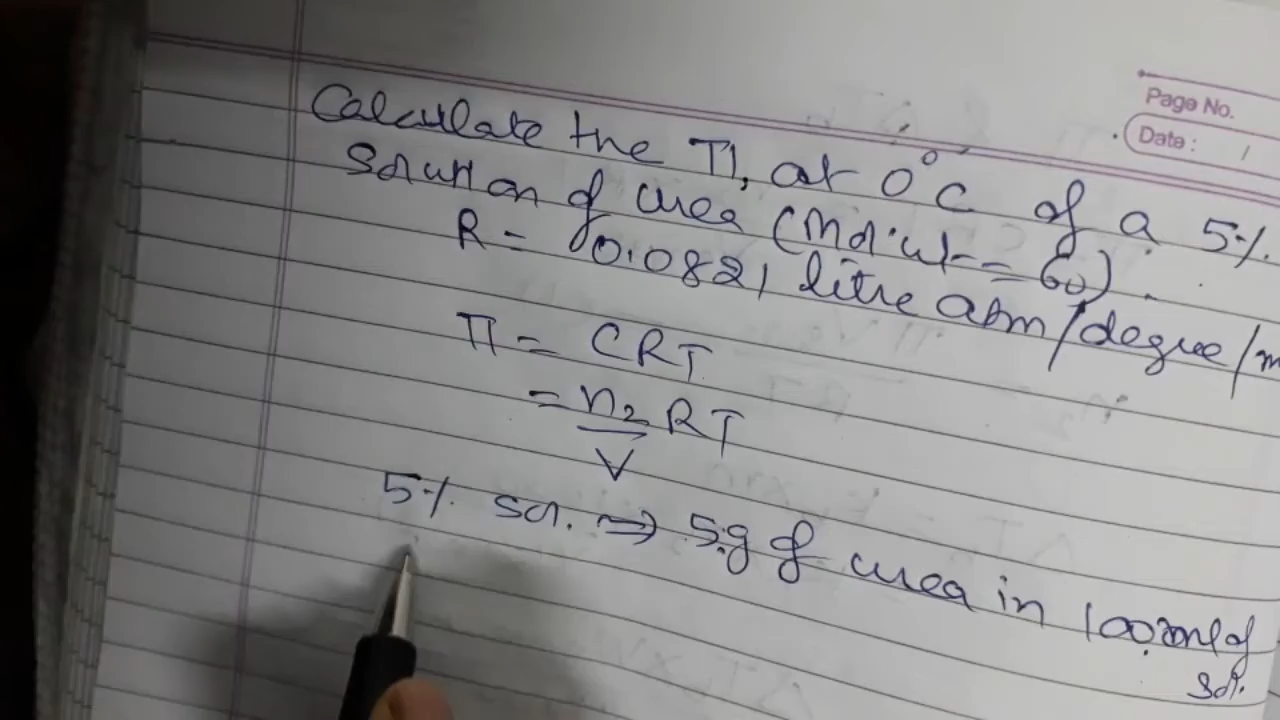 Page No.
Date: /
Calculate the π, at 0°C of a 5%.
Solution of urea (Mol. wt = 60).
R = 0.0821 litre atm/degree/m
π = CRT
= n₂ RT
V
5% Sol. ⇒ 5g of urea in 100ml of
Sol.